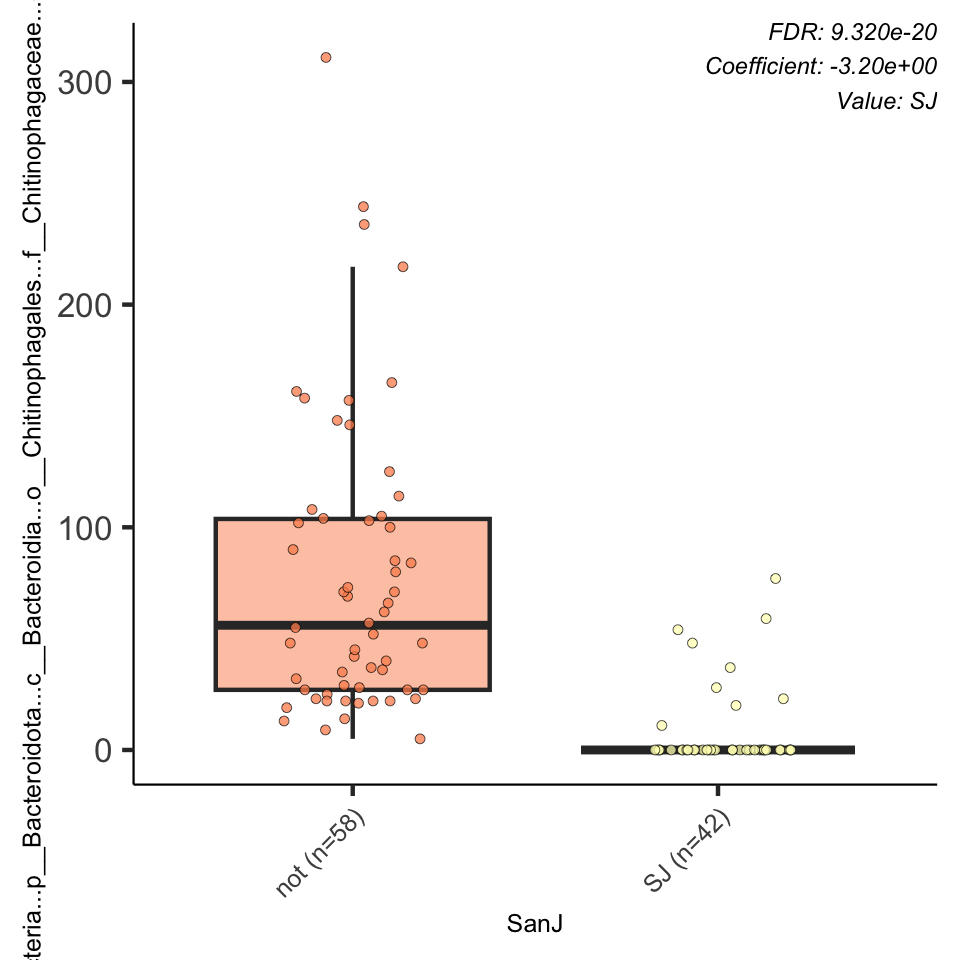 FDR: 9.320e-20
Coefficient: -3.20e+00
Value: SJ
cteria...p__Bacteroidota...c__Bacteroidia...o__Chitinophagales...f__Chitinophagaceae...
300
200
100
0
not (n=58)
SJ (n=42)
SanJ